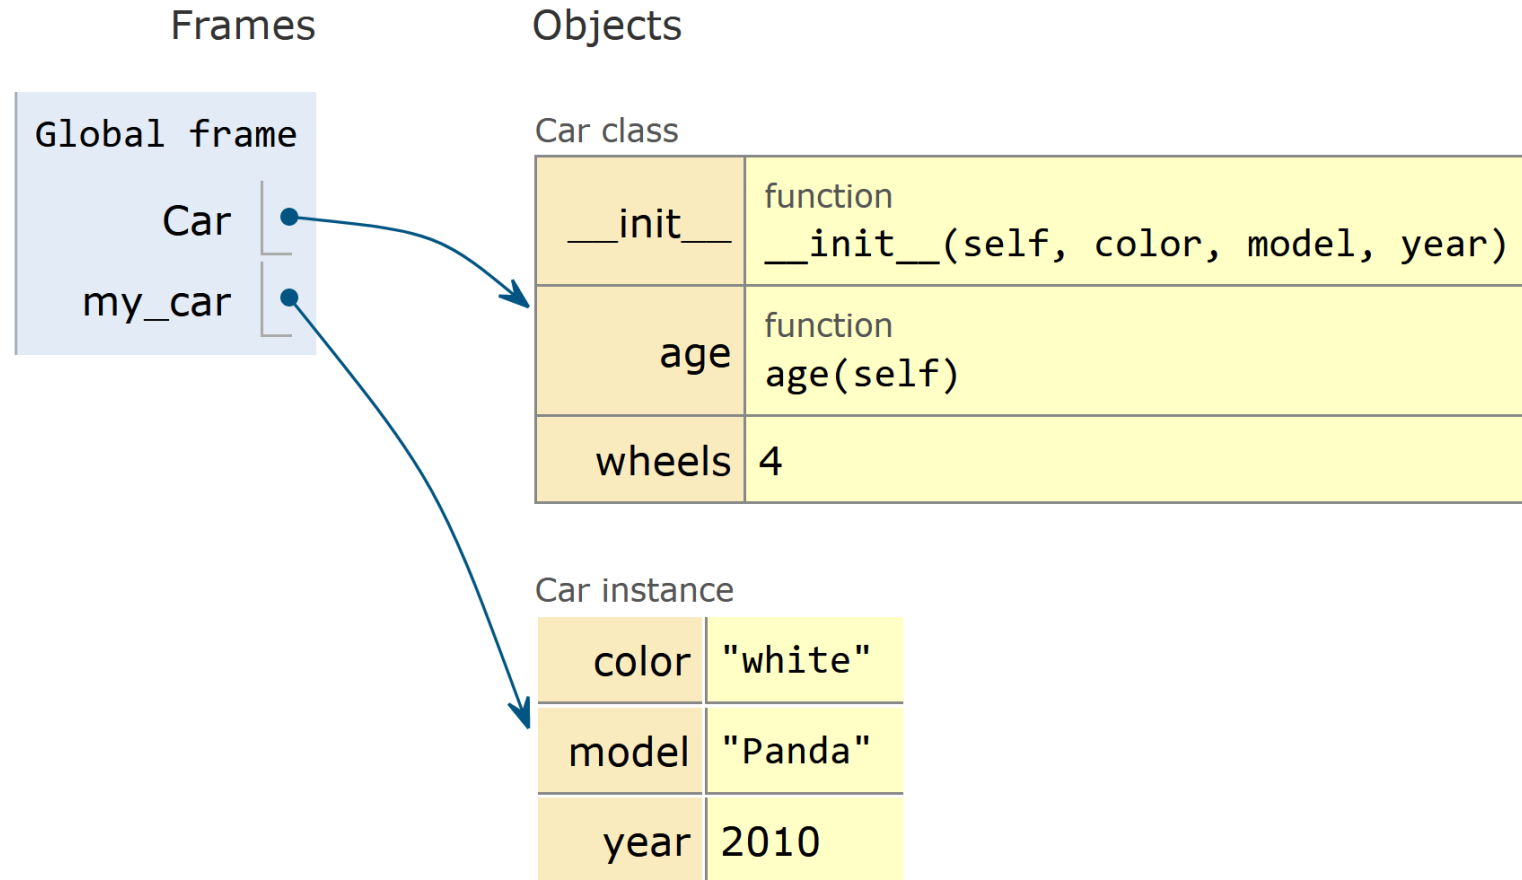 Frames
Objects
Global frame
Car
my_car
Car class
__init__
function
__init__(self, color, model, year)
age
function
age(self)
wheels
4
Car instance
color
"white"
model
"Panda"
year
2010